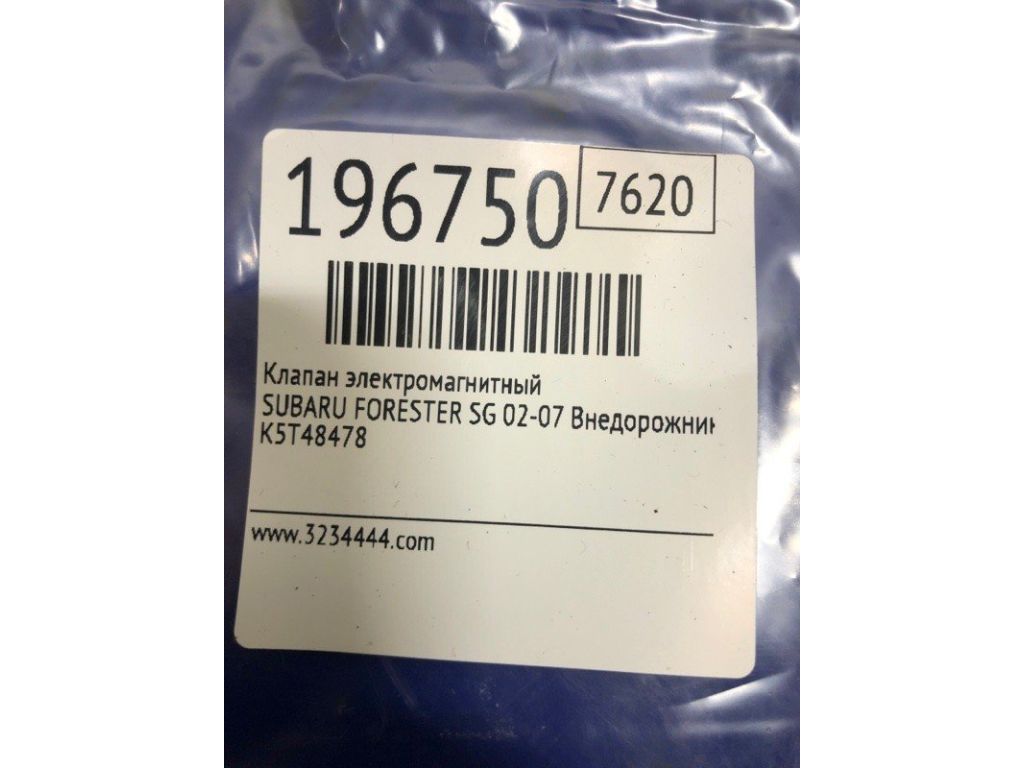 196750
7620
Клапан электромагнитный
SUBARU FORESTER SG 02-07 Внедорожник
K5T48478
www.3234444.com